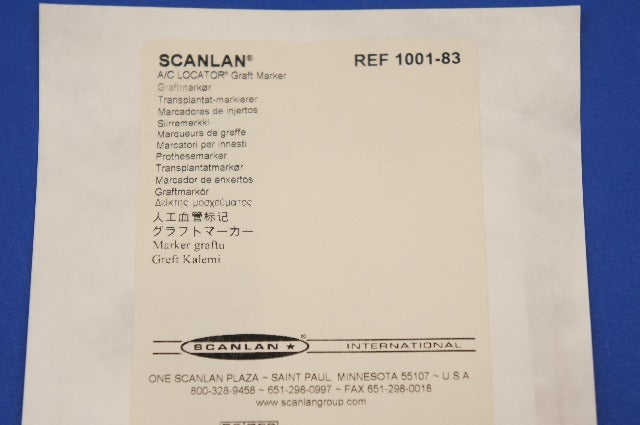 SCANLAN® REF 1001-83
A/C LOCATOR® Graft Marker
Graftmarkør
Transplantat-markierer
Marcadores de injertos
Siirremerkki
Marqueurs de greffe
Marcatori per innesti
Prothesemarker
Transplantatmarkør
Marcador de enxertos
Graftmarkör
Δείκτης μοσχεύματος
人工血管标记
グラフトマーカー
Marker graftu
Greft Kalemi
SCANLAN ★ ® INTERNATIONAL
ONE SCANLAN PLAZA ~ SAINT PAUL, MINNESOTA 55107 ~ U.S.A
800-328-9458 ~ 651-298-0997 ~ FAX 651-298-0018
www.scanlangroup.com